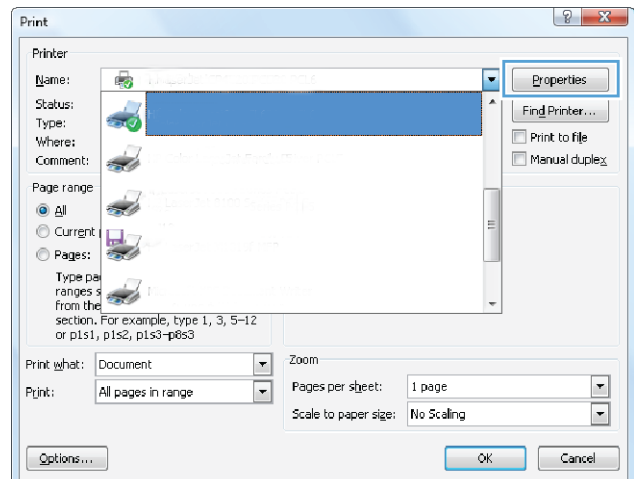 Print
Printer
Name:
Properties
Status:
Find Printer...
Type:
Where:
Print to file
Comment:
Manual duplex
Page range
All
Current
Pages:
Type
ranges
from the
section. For example, type 1, 3, 5–12
or p1s1, p1s2, p1s3–p8s3
Print what: Document
Zoom
Print: All pages in range
Pages per sheet: 1 page
Scale to paper size: No Scaling
Options...
OK
Cancel